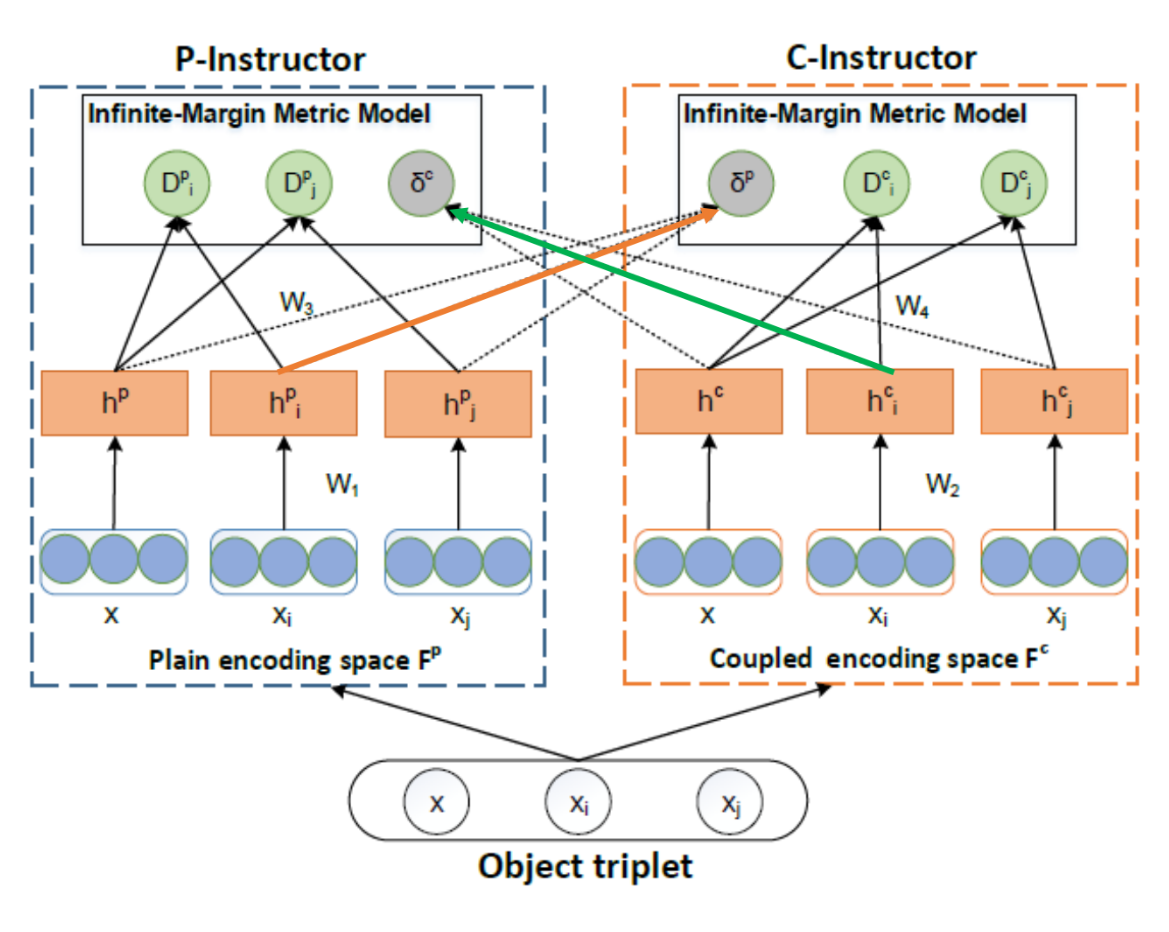 P-Instructor
C-Instructor
Infinite-Margin Metric Model
Infinite-Margin Metric Model
Dᵖᵢ Dᵖⱼ δᶜ
δᵖ Dᶜᵢ Dᶜⱼ
W₃
W₄
hᵖ hᵖᵢ hᵖⱼ
hᶜ hᶜᵢ hᶜⱼ
W₁
W₂
x xᵢ xⱼ
x xᵢ xⱼ
Plain encoding space Fᵖ
Coupled encoding space Fᶜ
x xᵢ xⱼ
Object triplet